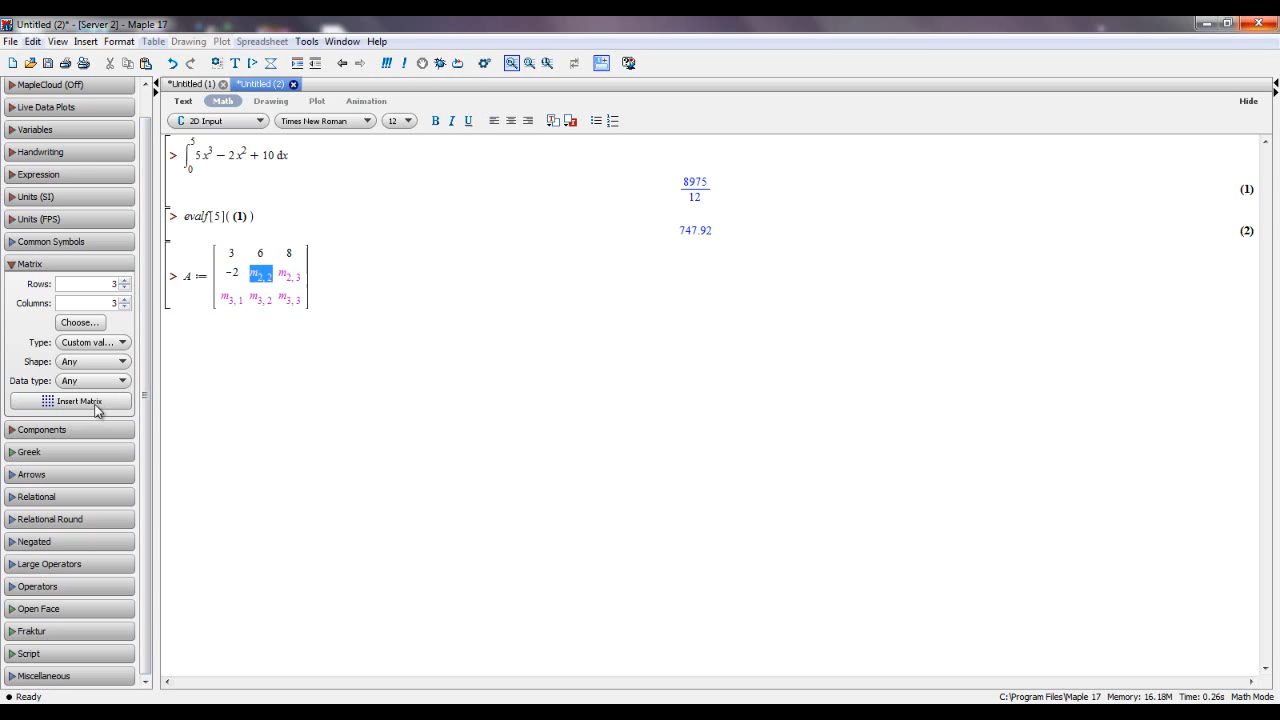 Untitled (2)* - [Server 2] - Maple 17
File Edit View Insert Format Table Drawing Plot Spreadsheet Tools Window Help
*Untitled (1) *Untitled (2)
Text Math Drawing Plot Animation Hide
C 2D Input Times New Roman 12 B I U
MapleCloud (Off)
Live Data Plots
Variables
Handwriting
Expression
Units (SI)
Units (FPS)
Common Symbols
Matrix
Rows: 3
Columns: 3
Choose...
Type: Custom val...
Shape: Any
Data type: Any
Insert Matrix
Components
Greek
Arrows
Relational
Relational Round
Negated
Large Operators
Operators
Open Face
Fraktur
Script
Miscellaneous
> ∫₀⁵ 5 x³ − 2 x² + 10 dx
8975/12 (1)
> evalf[5]( (1) )
747.92 (2)
3 6 8
> A := -2 m2, 2 m2, 3
m3, 1 m3, 2 m3, 3
Ready C:\Program Files\Maple 17 Memory: 16.18M Time: 0.26s Math Mode